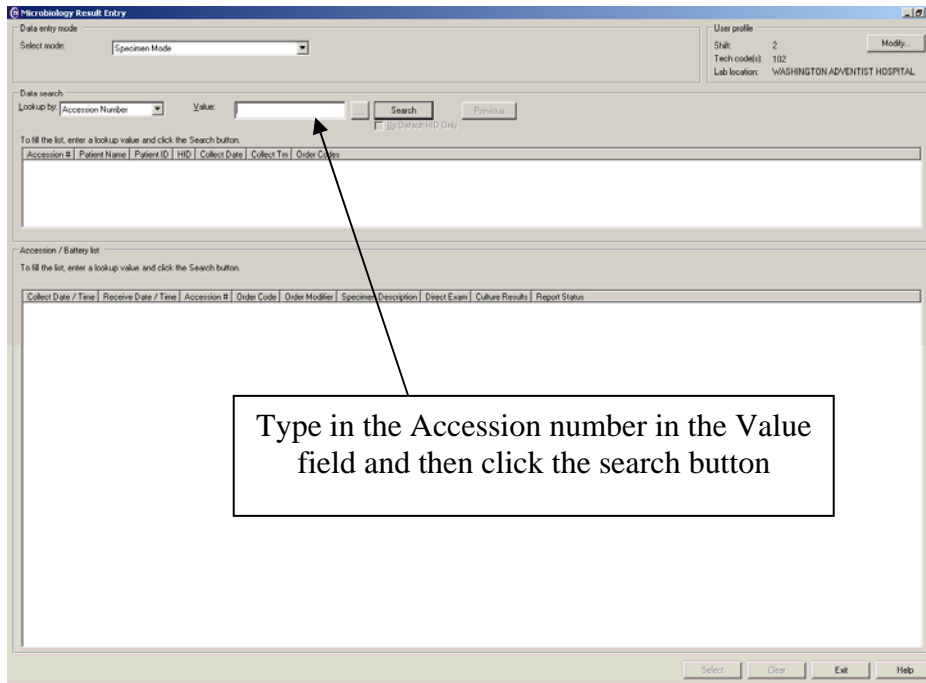 Microbiology Result Entry
Data entry mode
Select mode: Specimen Mode
User profile
Shift: 2 Modify...
Tech code(s): 102
Lab location: WASHINGTON ADVENTIST HOSPITAL
Data search
Lookup by: Accession Number Value: ... Search Previous
By Default HID Only
To fill the list, enter a lookup value and click the Search button.
Accession # Patient Name Patient ID HID Collect Date Collect Tm Order Codes
Accession / Battery list
To fill the list, enter a lookup value and click the Search button.
Collect Date / Time Receive Date / Time Accession # Order Code Order Modifier Specimen Description Direct Exam Culture Results Report Status
Type in the Accession number in the Value
field and then click the search button
Select Clear Exit Help